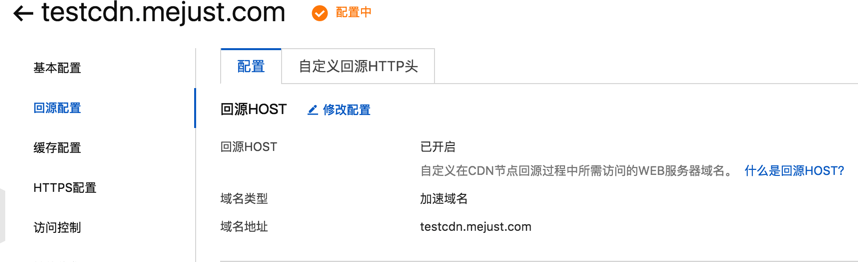 ← testcdn.mejust.com 配置中
基本配置
回源配置
缓存配置
HTTPS配置
访问控制
配置 自定义回源HTTP头
回源HOST 修改配置
回源HOST 已开启
自定义在CDN节点回源过程中所需访问的WEB服务器域名。 什么是回源HOST?
域名类型 加速域名
域名地址 testcdn.mejust.com